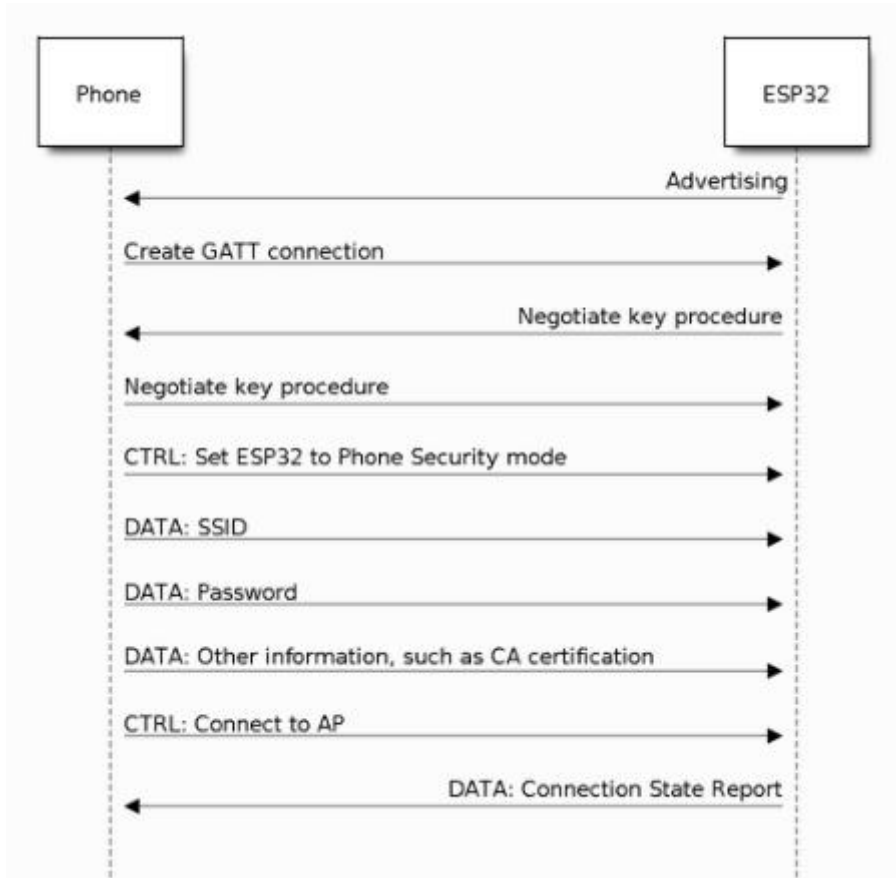 Phone
ESP32
Advertising
Create GATT connection
Negotiate key procedure
Negotiate key procedure
CTRL: Set ESP32 to Phone Security mode
DATA: SSID
DATA: Password
DATA: Other information, such as CA certification
CTRL: Connect to AP
DATA: Connection State Report